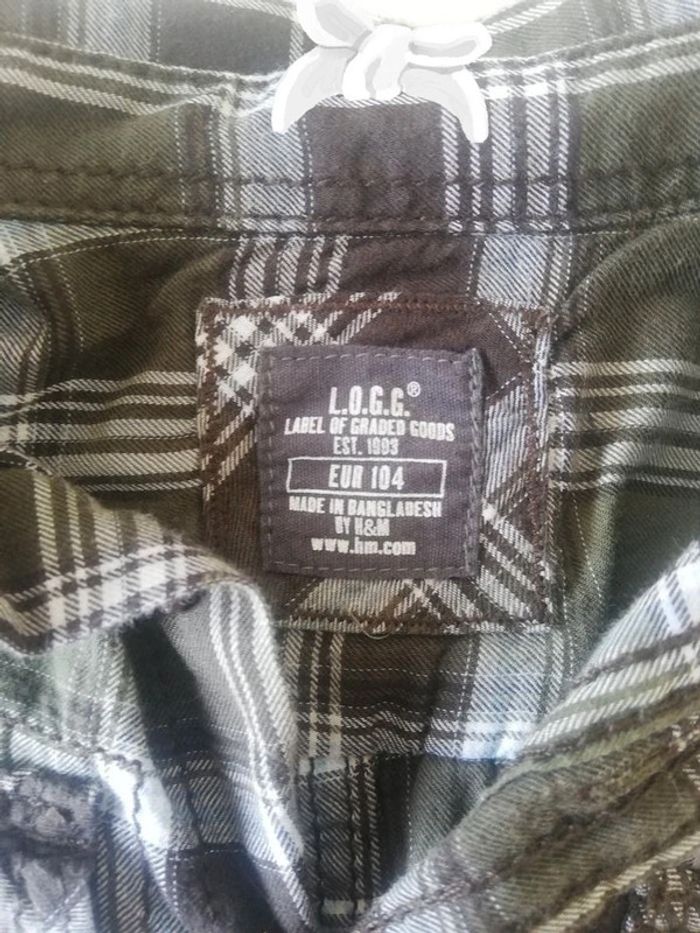 L.O.G.G.®
LABEL OF GRADED GOODS
EST. 1993
EUR 104
MADE IN BANGLADESH
BY H&M
www.hm.com